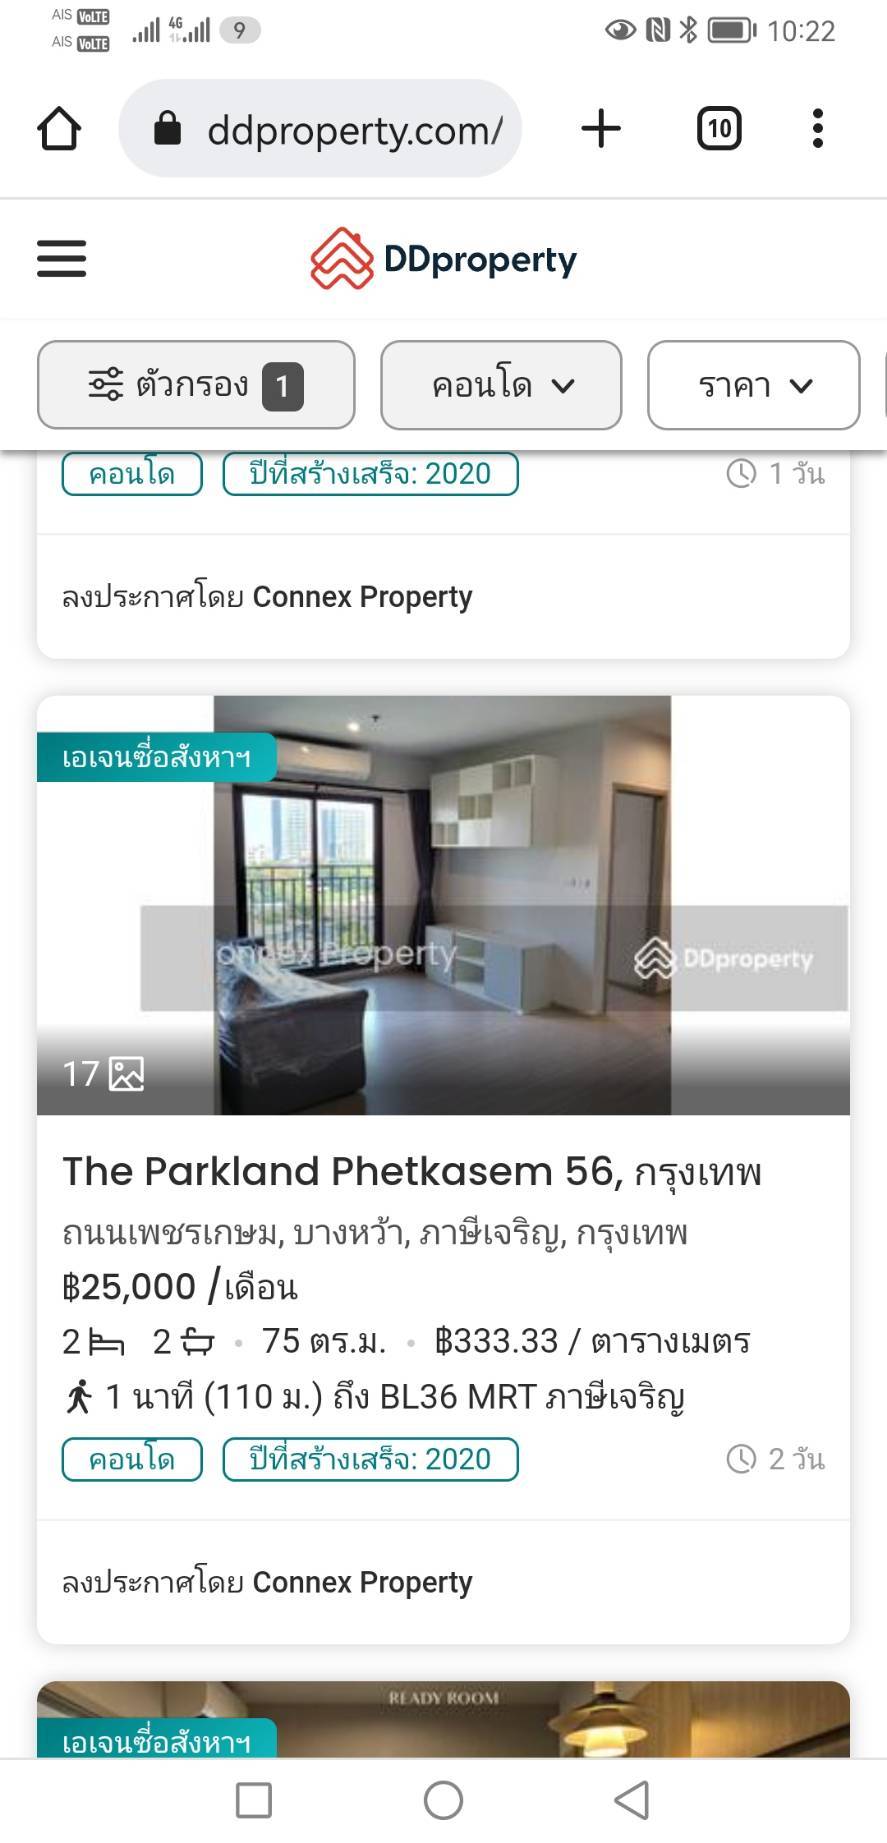 AIS VoLTE
AIS VoLTE
4G
9
10:22
ddproperty.com/
10
DDproperty
ตัวกรอง 1
คอนโด
ราคา
คอนโด
ปีที่สร้างเสร็จ: 2020
1 วัน
ลงประกาศโดย Connex Property
เอเจนซี่อสังหาฯ
onnex Property
DDproperty
17
The Parkland Phetkasem 56, กรุงเทพ
ถนนเพชรเกษม, บางหว้า, ภาษีเจริญ, กรุงเทพ
฿25,000 /เดือน
2 2 • 75 ตร.ม. • ฿333.33 / ตารางเมตร
1 นาที (110 ม.) ถึง BL36 MRT ภาษีเจริญ
คอนโด
ปีที่สร้างเสร็จ: 2020
2 วัน
ลงประกาศโดย Connex Property
READY ROOM
เอเจนซี่อสังหาฯ